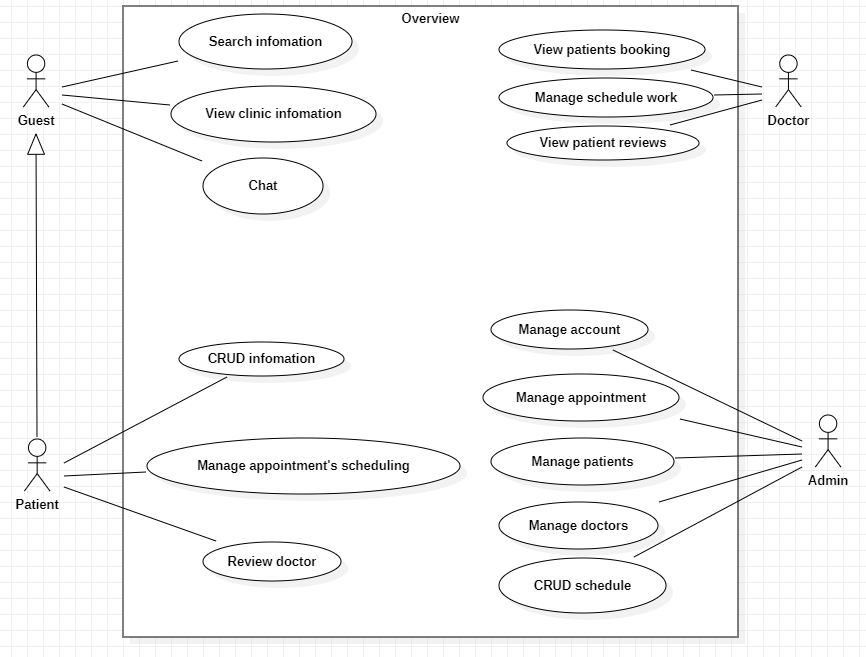 Overview
Search infomation
View clinic infomation
Chat
Guest
View patients booking
Manage schedule work
View patient reviews
Doctor
CRUD infomation
Manage appointment's scheduling
Review doctor
Patient
Manage account
Manage appointment
Manage patients
Manage doctors
CRUD schedule
Admin